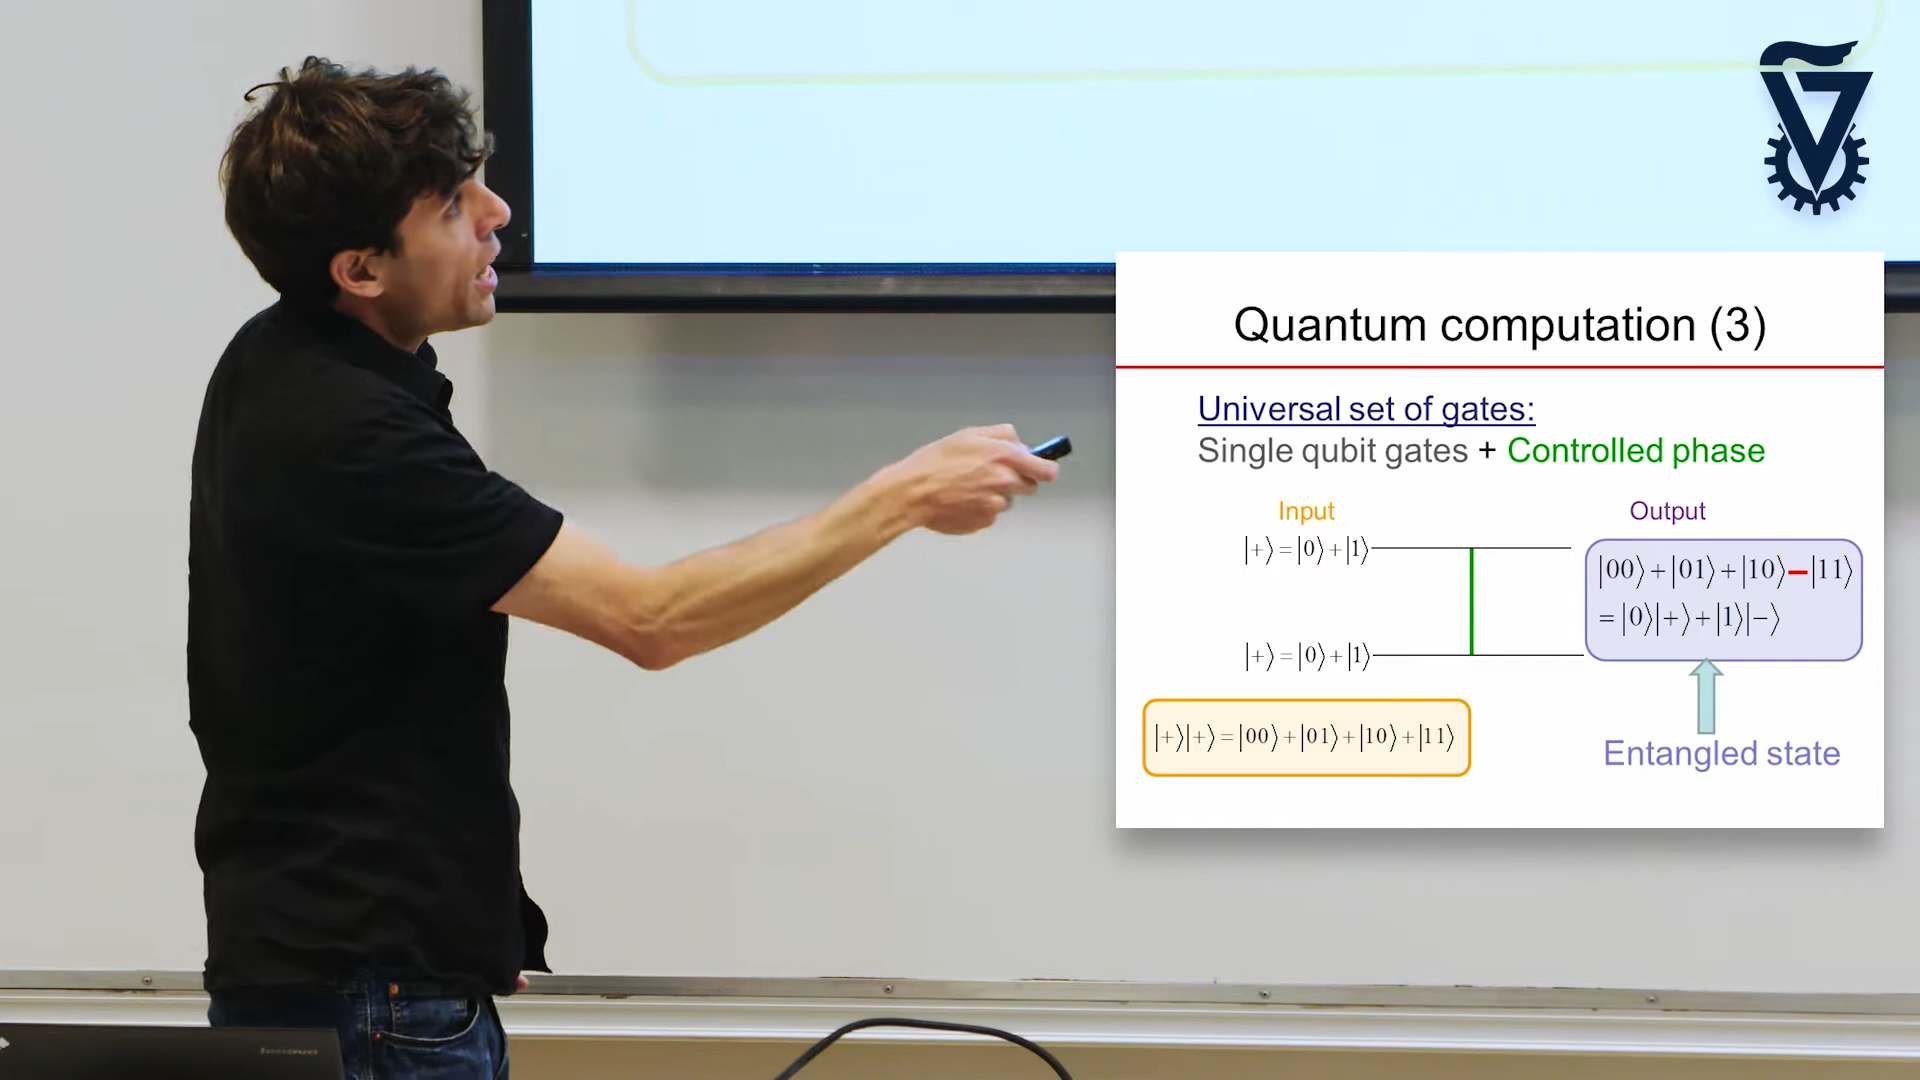 Quantum computation (3)
Universal set of gates:
Single qubit gates + Controlled phase
Input
Output
|+⟩=|0⟩+|1⟩
|00⟩+|01⟩+|10⟩−|11⟩
=|0⟩|+⟩+|1⟩|−⟩
|+⟩=|0⟩+|1⟩
|+⟩|+⟩=|00⟩+|01⟩+|10⟩+|11⟩
Entangled state
lenovo